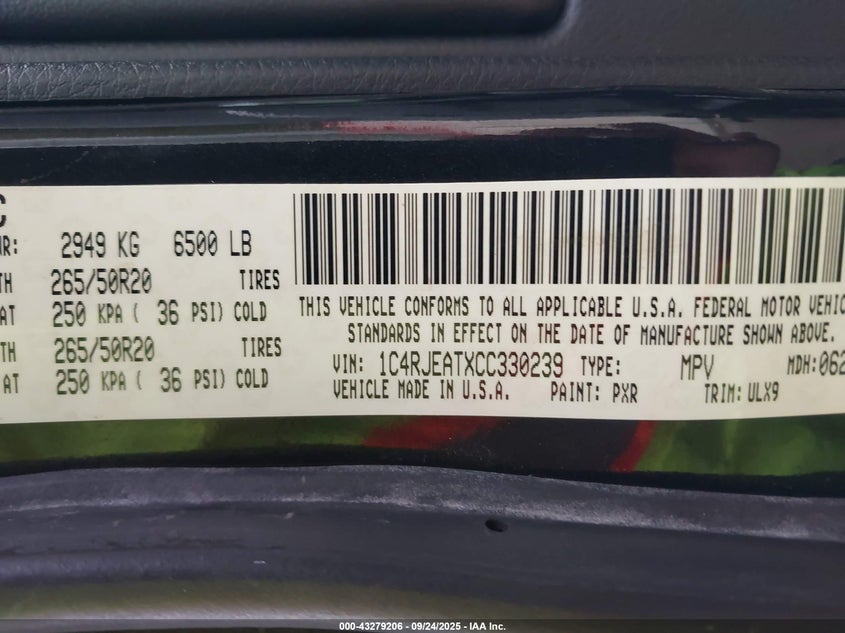 C
WR: 2949 KG 6500 LB
TH 265/50R20 TIRES
AT 250 KPA ( 36 PSI) COLD
TH 265/50R20 TIRES
AT 250 KPA ( 36 PSI) COLD
THIS VEHICLE CONFORMS TO ALL APPLICABLE U.S.A. FEDERAL MOTOR VEHIC
STANDARDS IN EFFECT ON THE DATE OF MANUFACTURE SHOWN ABOVE.
VIN: 1C4RJEATXCC330239 TYPE: MPV MDH:062
VEHICLE MADE IN U.S.A. PAINT: PXR TRIM: ULX9
000-43279206 - 09/24/2025 - IAA Inc.